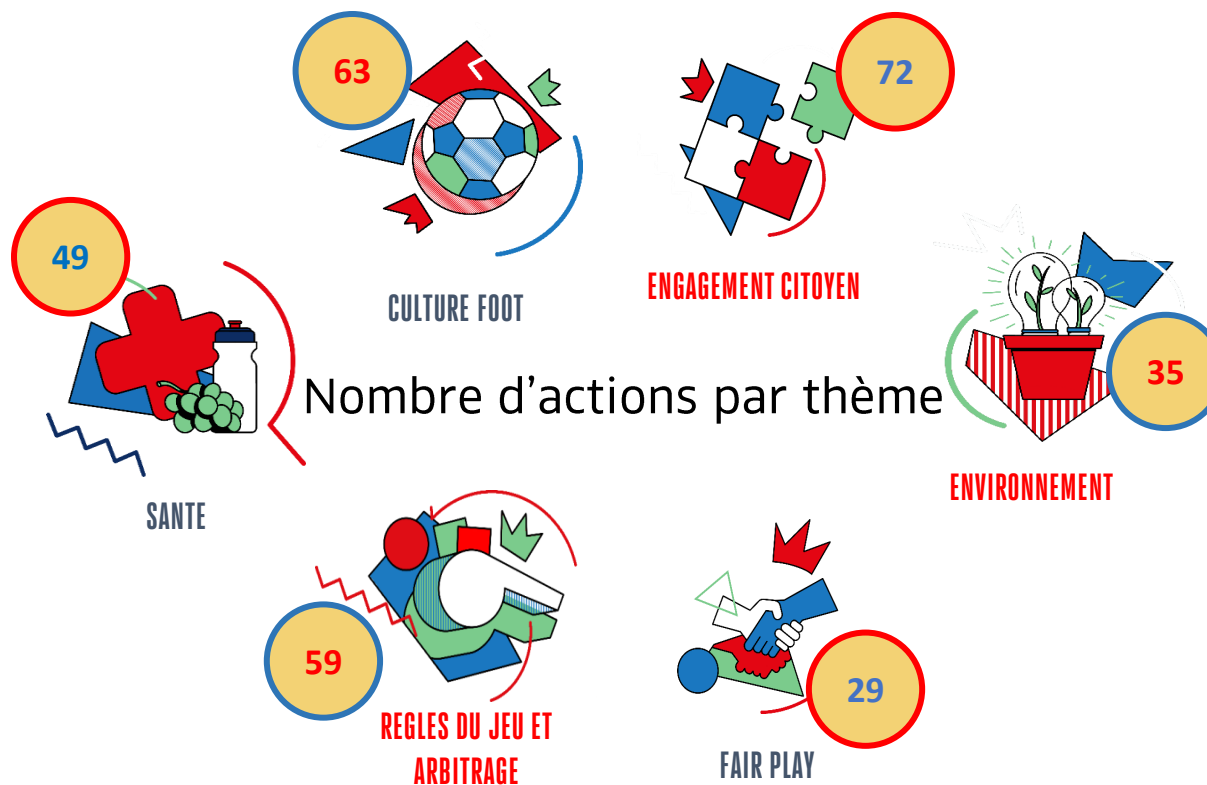 63
72
CULTURE FOOT
ENGAGEMENT CITOYEN
49
35
Nombre d’actions par thème
SANTE
ENVIRONNEMENT
59
REGLES DU JEU ET
ARBITRAGE
29
FAIR PLAY